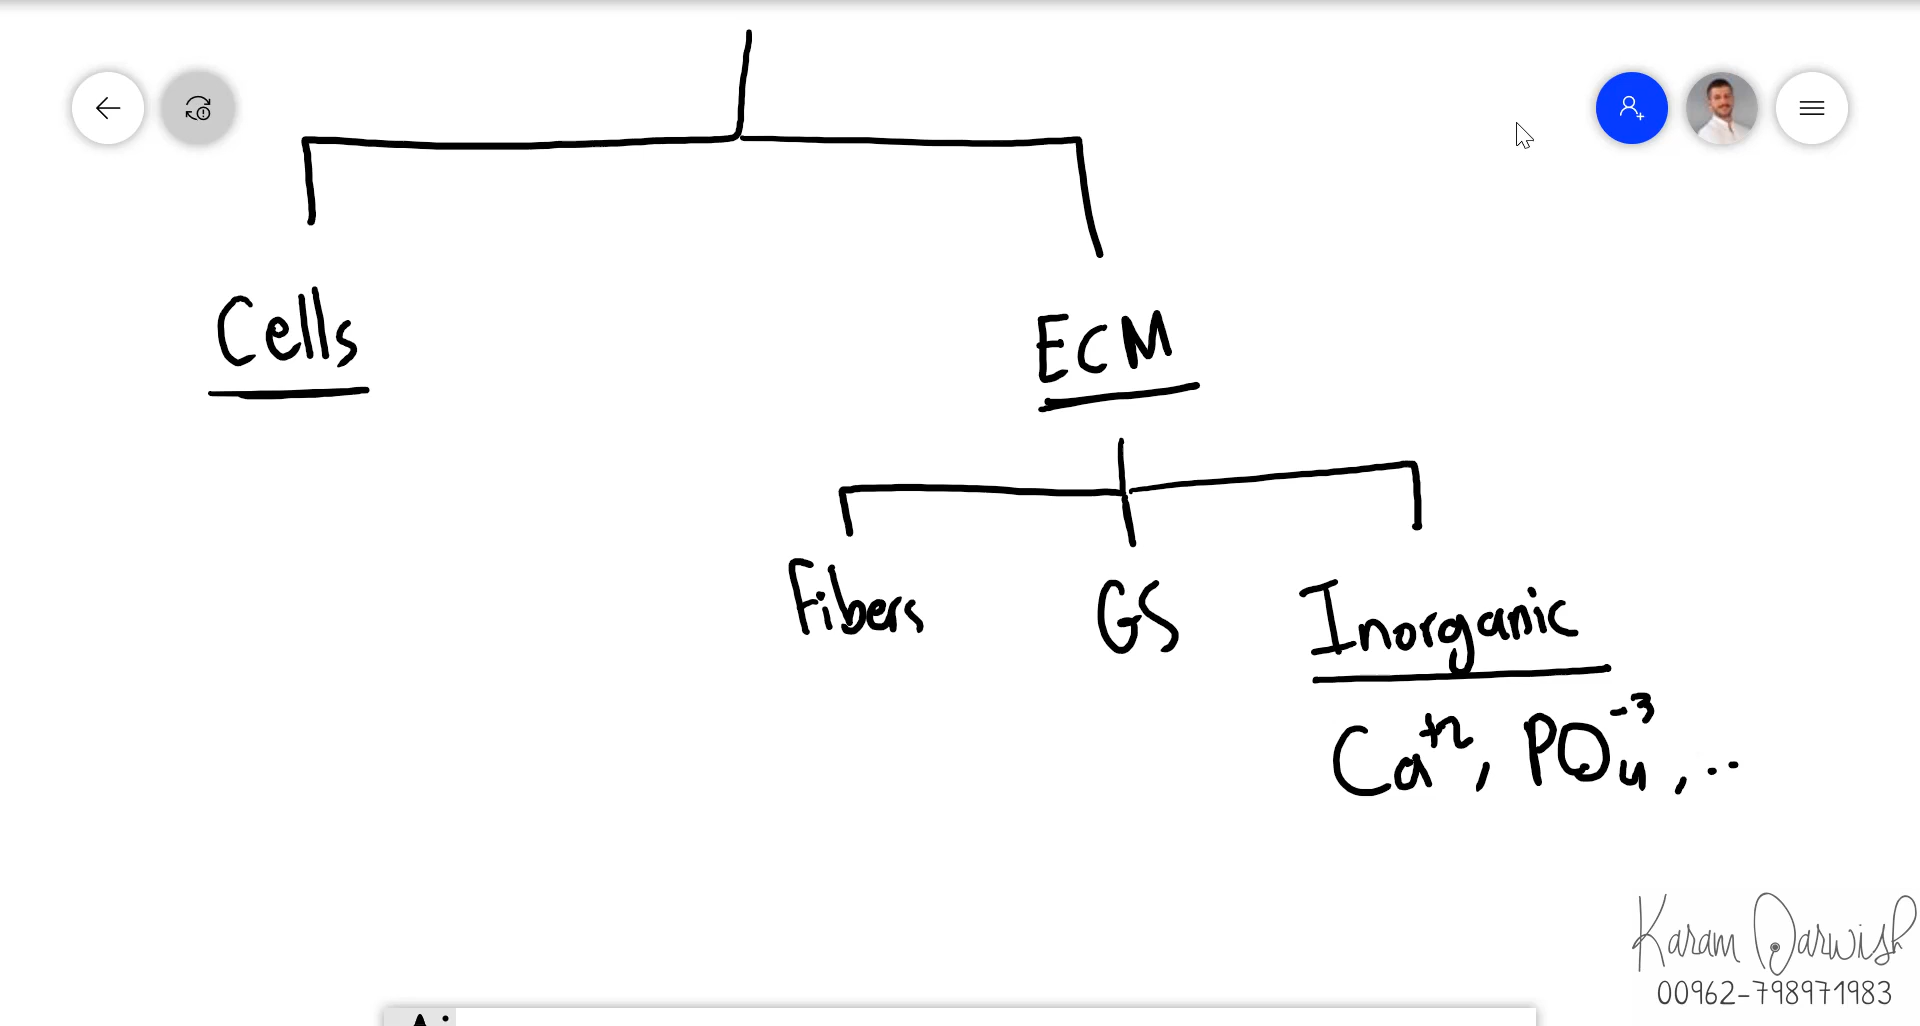 Cells
ECM
Fibers GS Inorganic
Ca+2, PO4-3, ..
Karam Darwish
00962-798971983